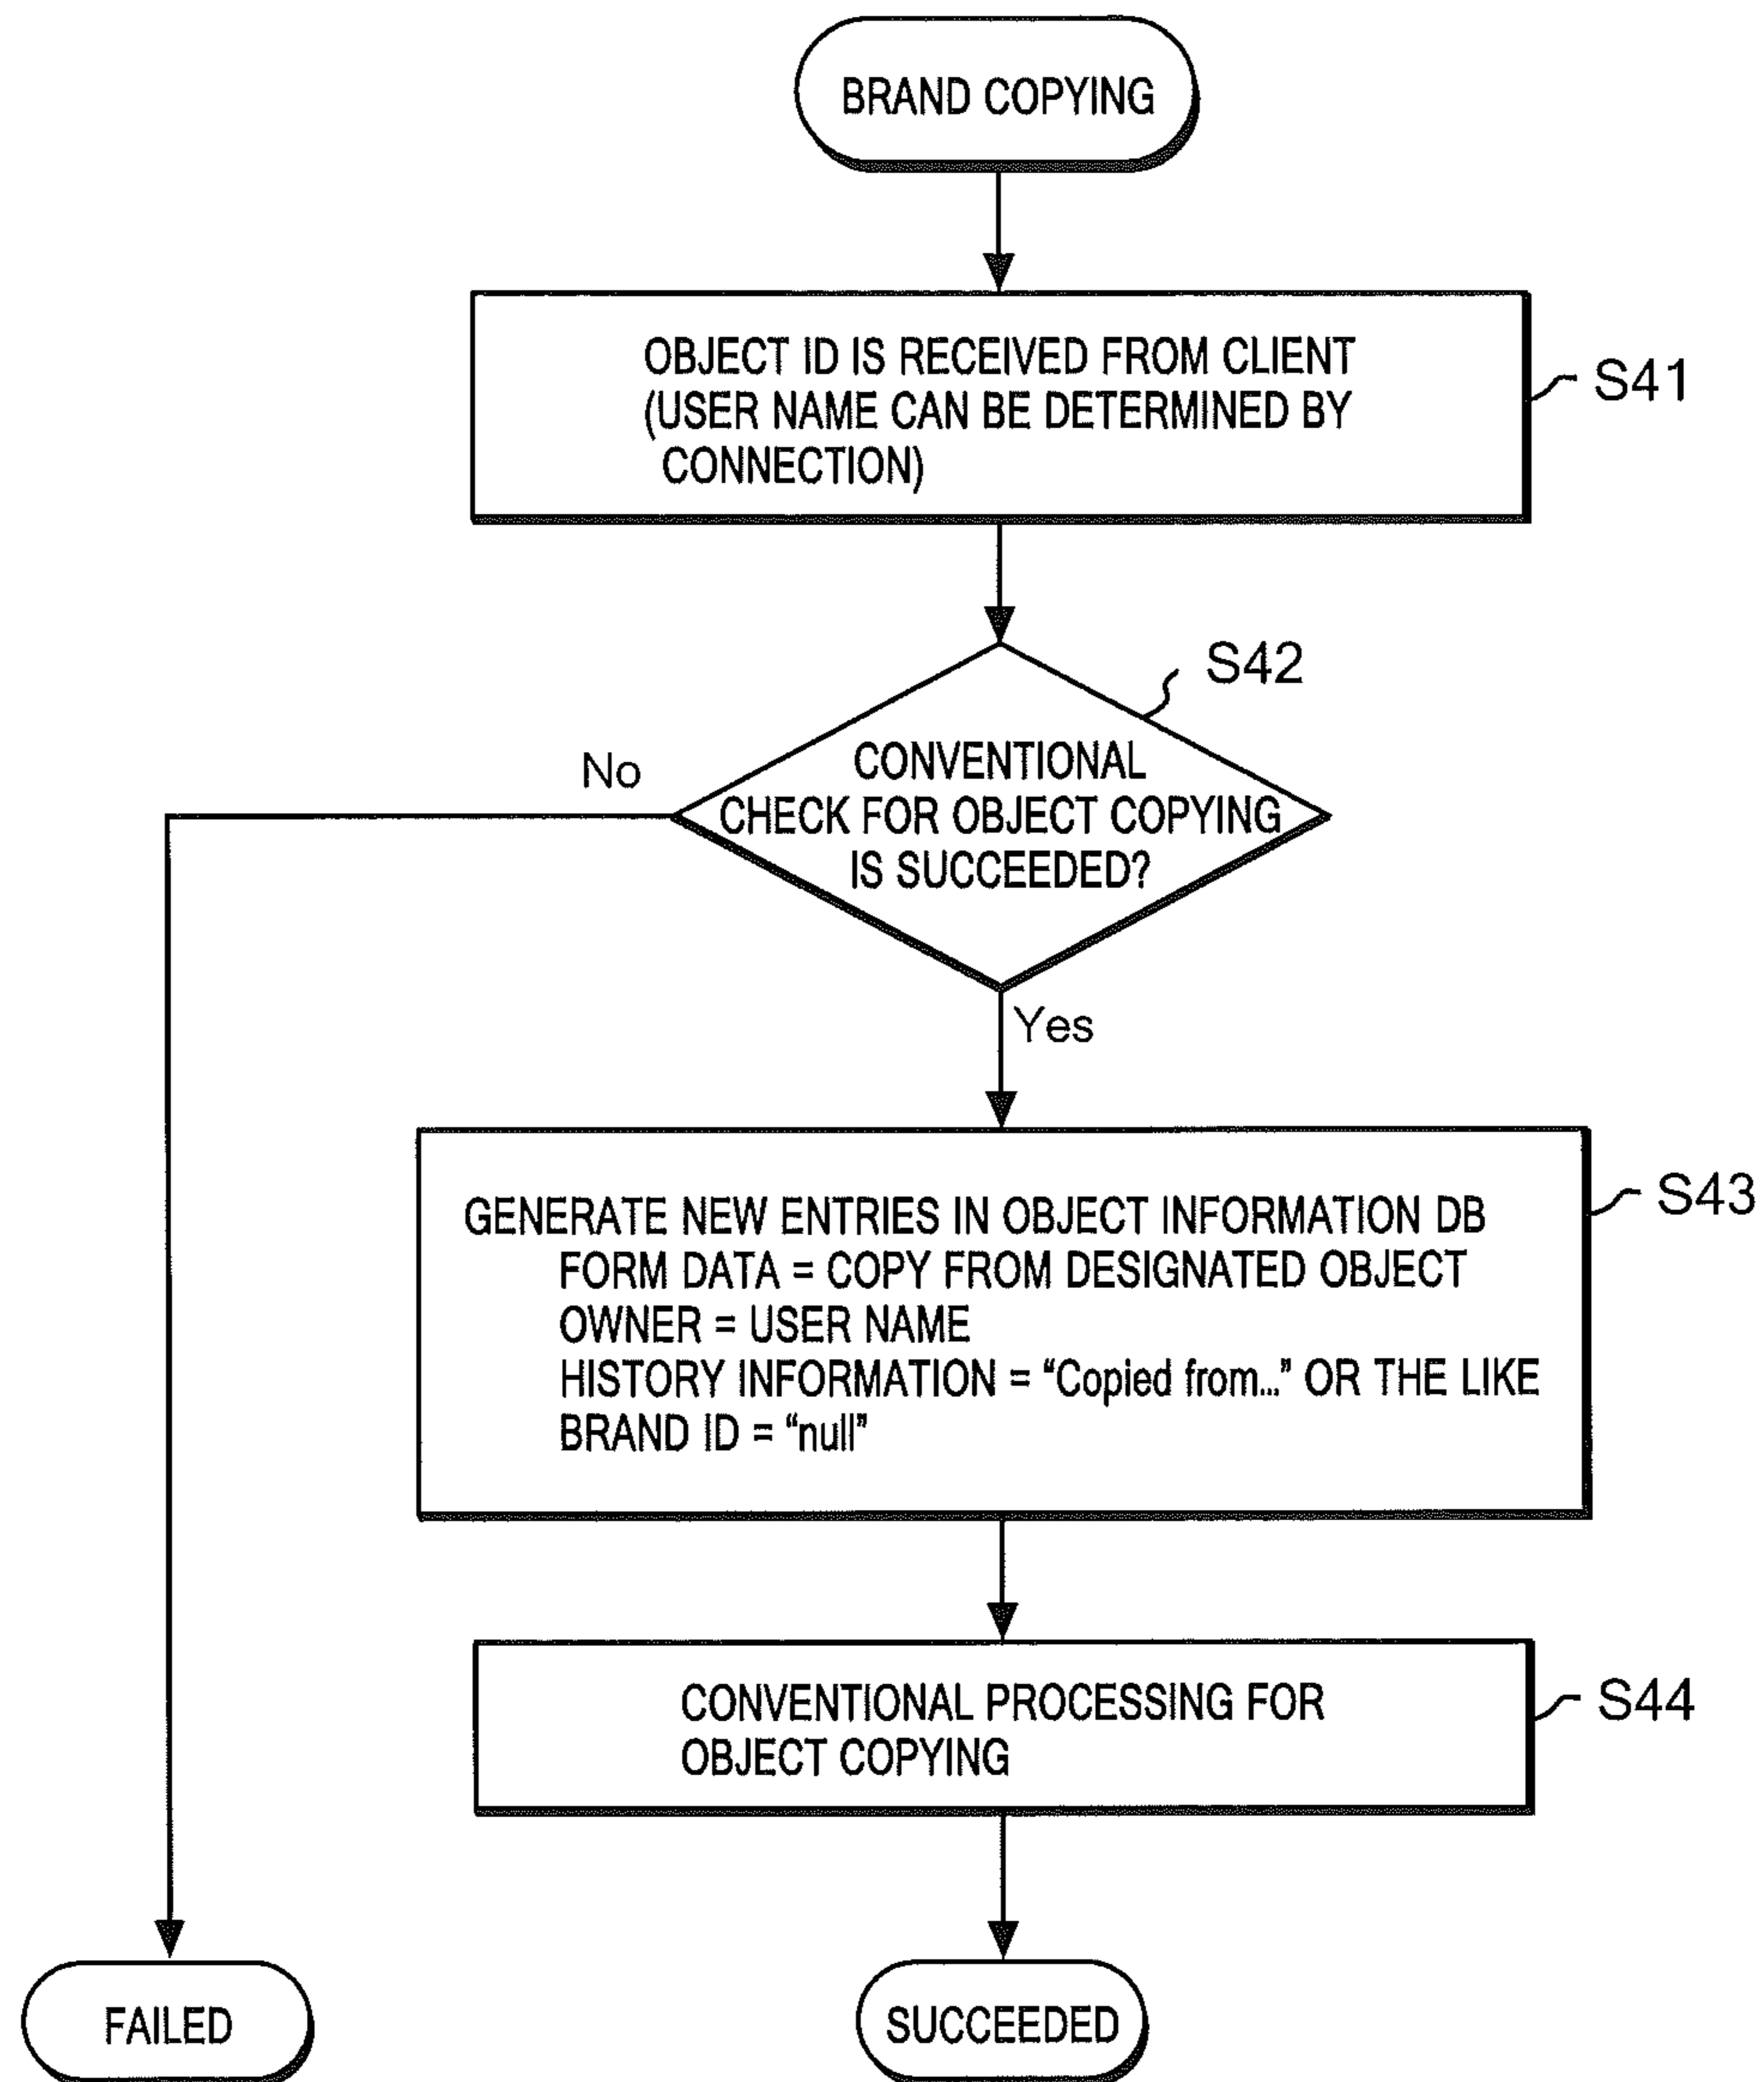 BRAND COPYING
OBJECT ID IS RECEIVED FROM CLIENT
(USER NAME CAN BE DETERMINED BY
CONNECTION)
S41
S42
CONVENTIONAL
CHECK FOR OBJECT COPYING
IS SUCCEEDED?
No
Yes
GENERATE NEW ENTRIES IN OBJECT INFORMATION DB
FORM DATA = COPY FROM DESIGNATED OBJECT
OWNER = USER NAME
HISTORY INFORMATION = “Copied from...” OR THE LIKE
BRAND ID = “null”
S43
CONVENTIONAL PROCESSING FOR
OBJECT COPYING
S44
FAILED
SUCCEEDED